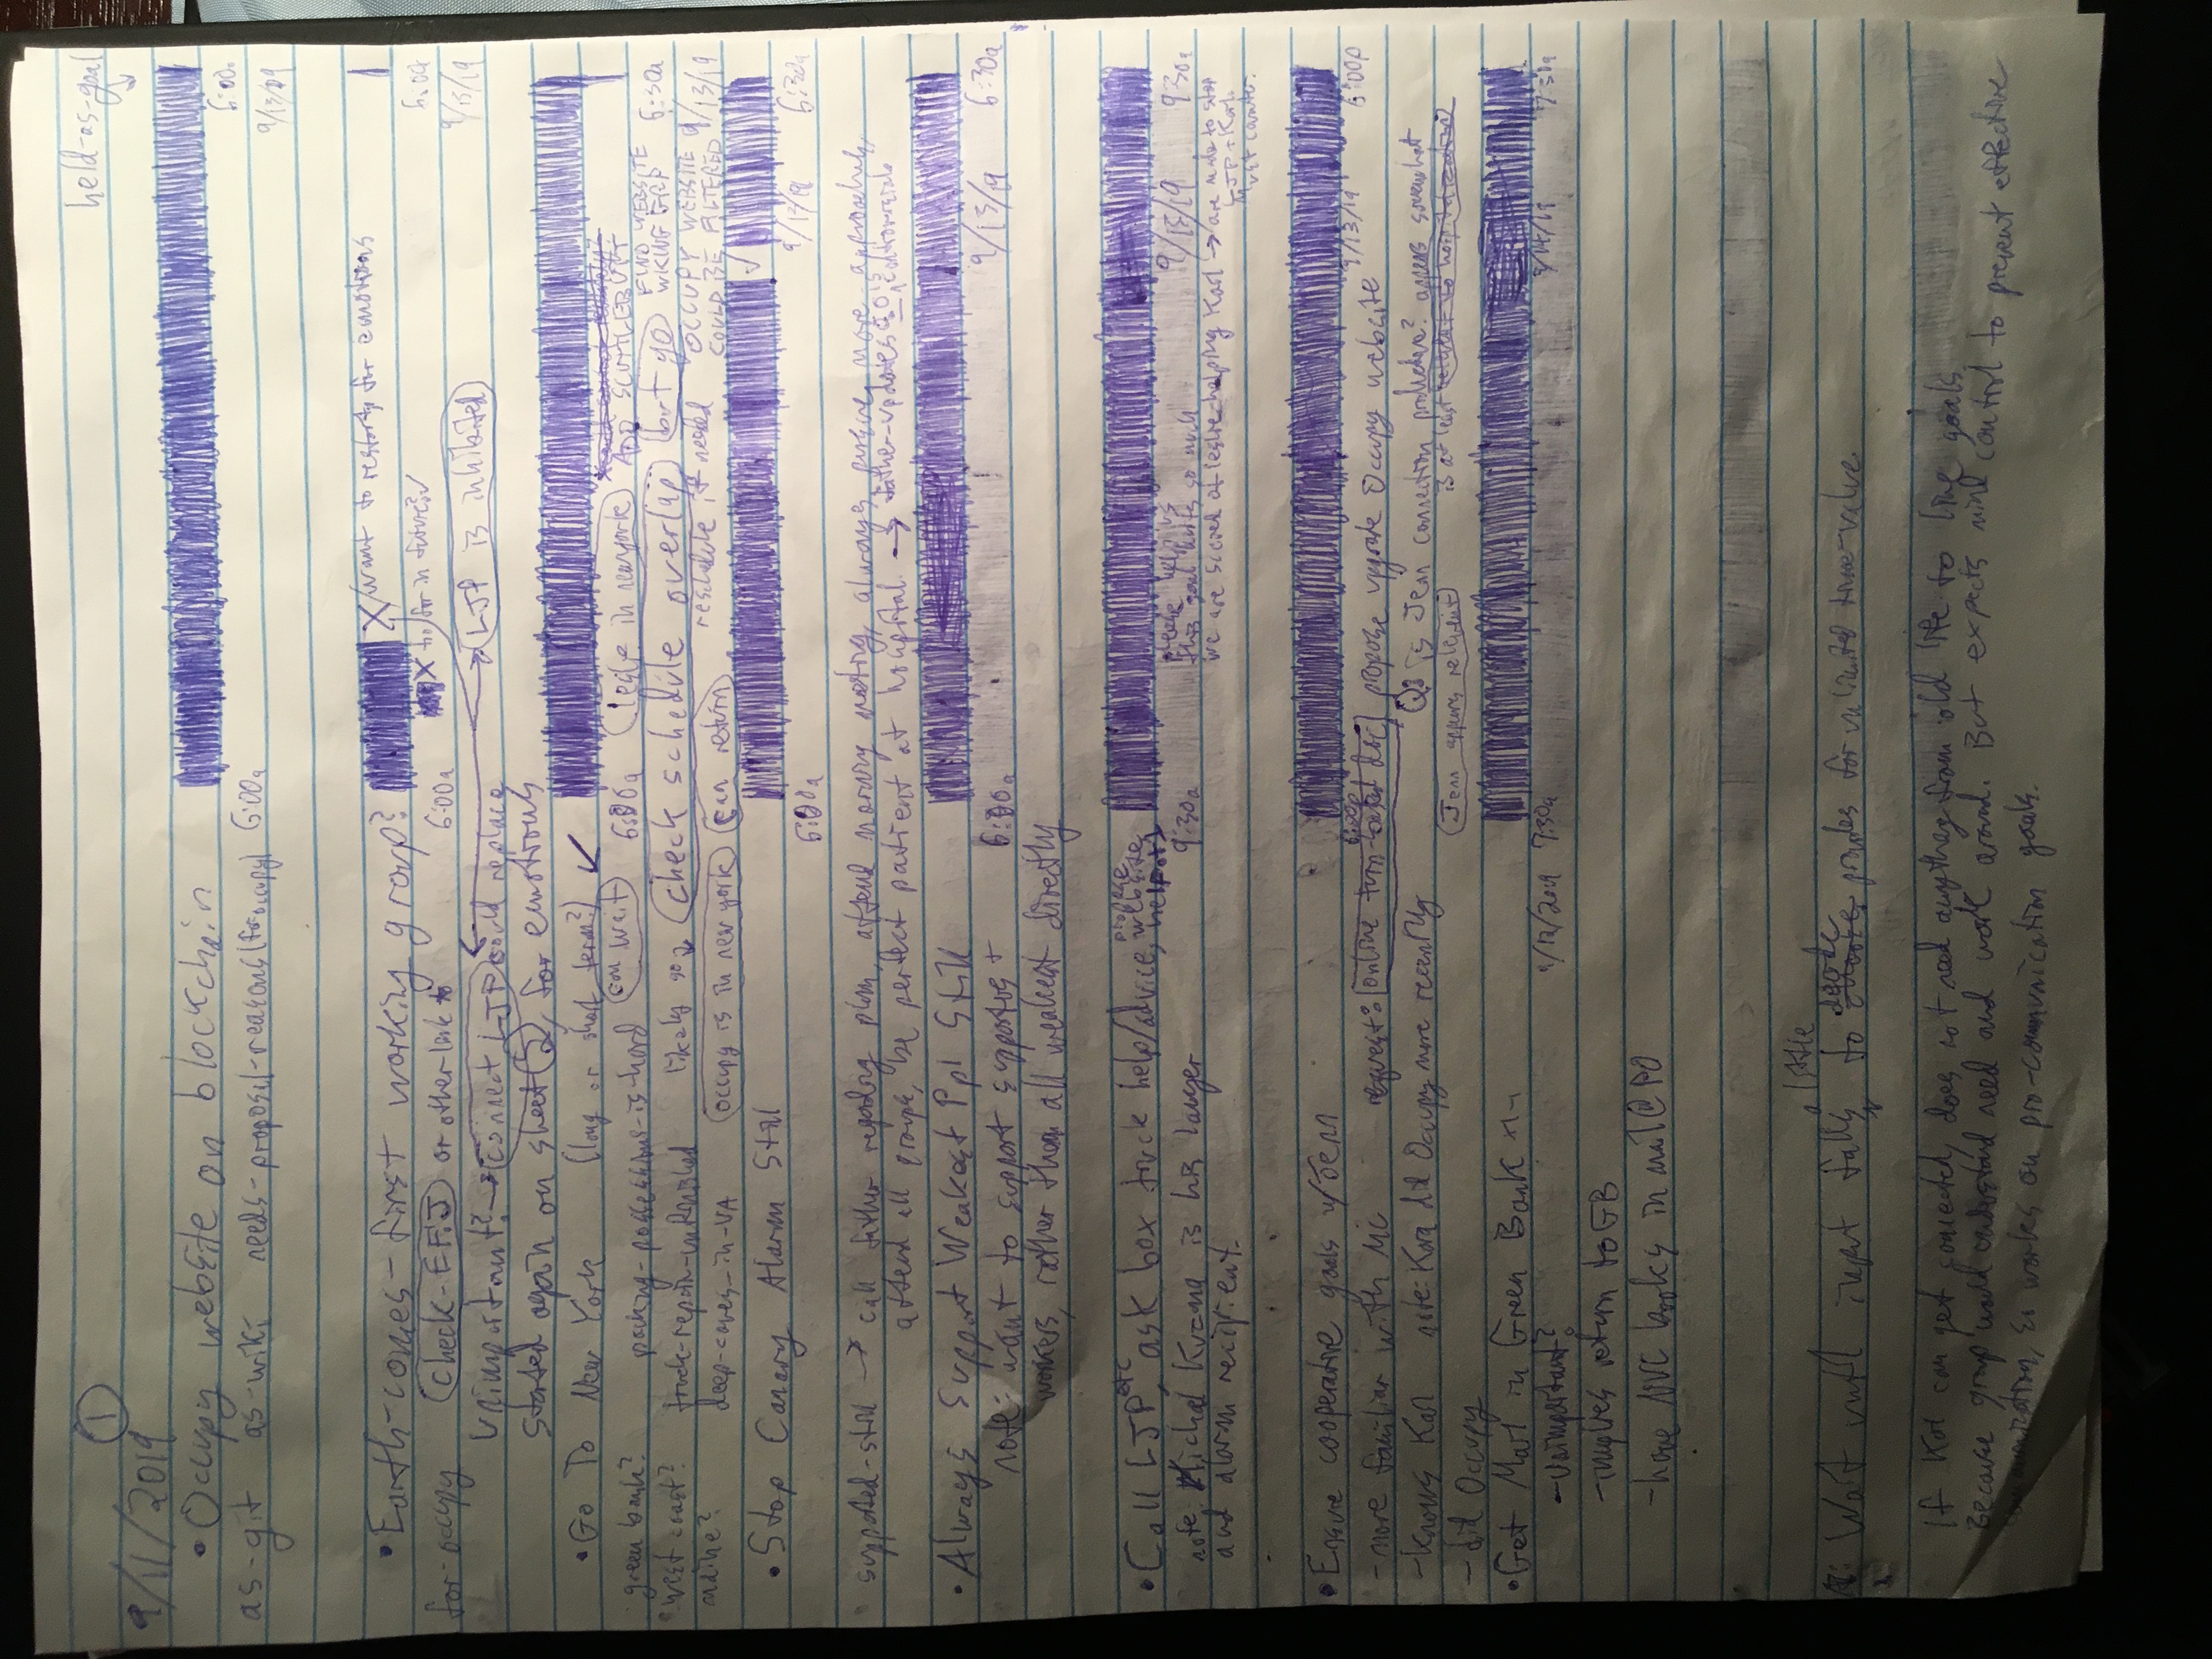 held-as-goal
1
9/11/2019
• Occupy website on blockchain
6:00a
as-git as-wiki needs-proposal-reasons (for occupy) 6:00a
9/13/19
• Earth-comes-first working group? X want to restart, for emotions
for-occupy check-EF!J or other link 6:00a X for in future? 6:00a
9/13/19
Unimportant? → connect LJP could replace LJP is inhibited
started again on sheet 2, for emotions
• Go To New York (long or short term?)
green bank? packing-possessions-is-hard can wait 6:00a leslie in newyork ADD SCUTTLEBUTT
west coast? truck-repair-unfinished likely go check schedule overlap but go FIND WEBSITE WKING GRP 6:30a
maine? deep-caves-in-VA occupy is in new york can return reschedule if needed OCCUPY WEBSITE COULD BE FILTERED 9/13/19
• Stop Canary Alarm Still
6:00a 9/13/19 6:30a
supported-still → call father regarding plan, attend morning meeting, always pursue more approaches,
attend all groups, be perfect patient at hospital. → father-updates is controversial
• Always Support Weakest Ppl Still
note: want to support supporters + 6:00a 9/13/19 6:30a
workers, rather than all weakest directly
• Call LJP etc, ask box truck help/advice, propose website
note: Michael Kuzma is his lawyer 9:30a please help us 9/13/19 9:30a
this goal hurts so much
and alarm recipient. we are scared of leslie-helping Karl → are made to stop
LJP + Karl.
counter.
• Ensure cooperative goals w/Jenn
6:00p 9/13/19 6:00p
- more familiar with MC request: online turn-based doc propose upgrade Occupy website
- Knows Karl note: Kora did Occupy more recently Q: is Jenn connection productive? appears somewhat
Jenn appears relevent is at least relevant to hospitalization
- did Occupy
• Get Mail in Green Bank
- Unimportant? 9/12/2019 7:30a 9/14/19 7:30a
- implies return to GB
- have NVC books in mail @ PO
Wait until input falls a little to decide provides for unlimited value.
If Karl can get connected, does not need anything from old life to live goals.
Because group would understand need and work around. But expects mind control to prevent effective
communication, so works on pro-communication goals.